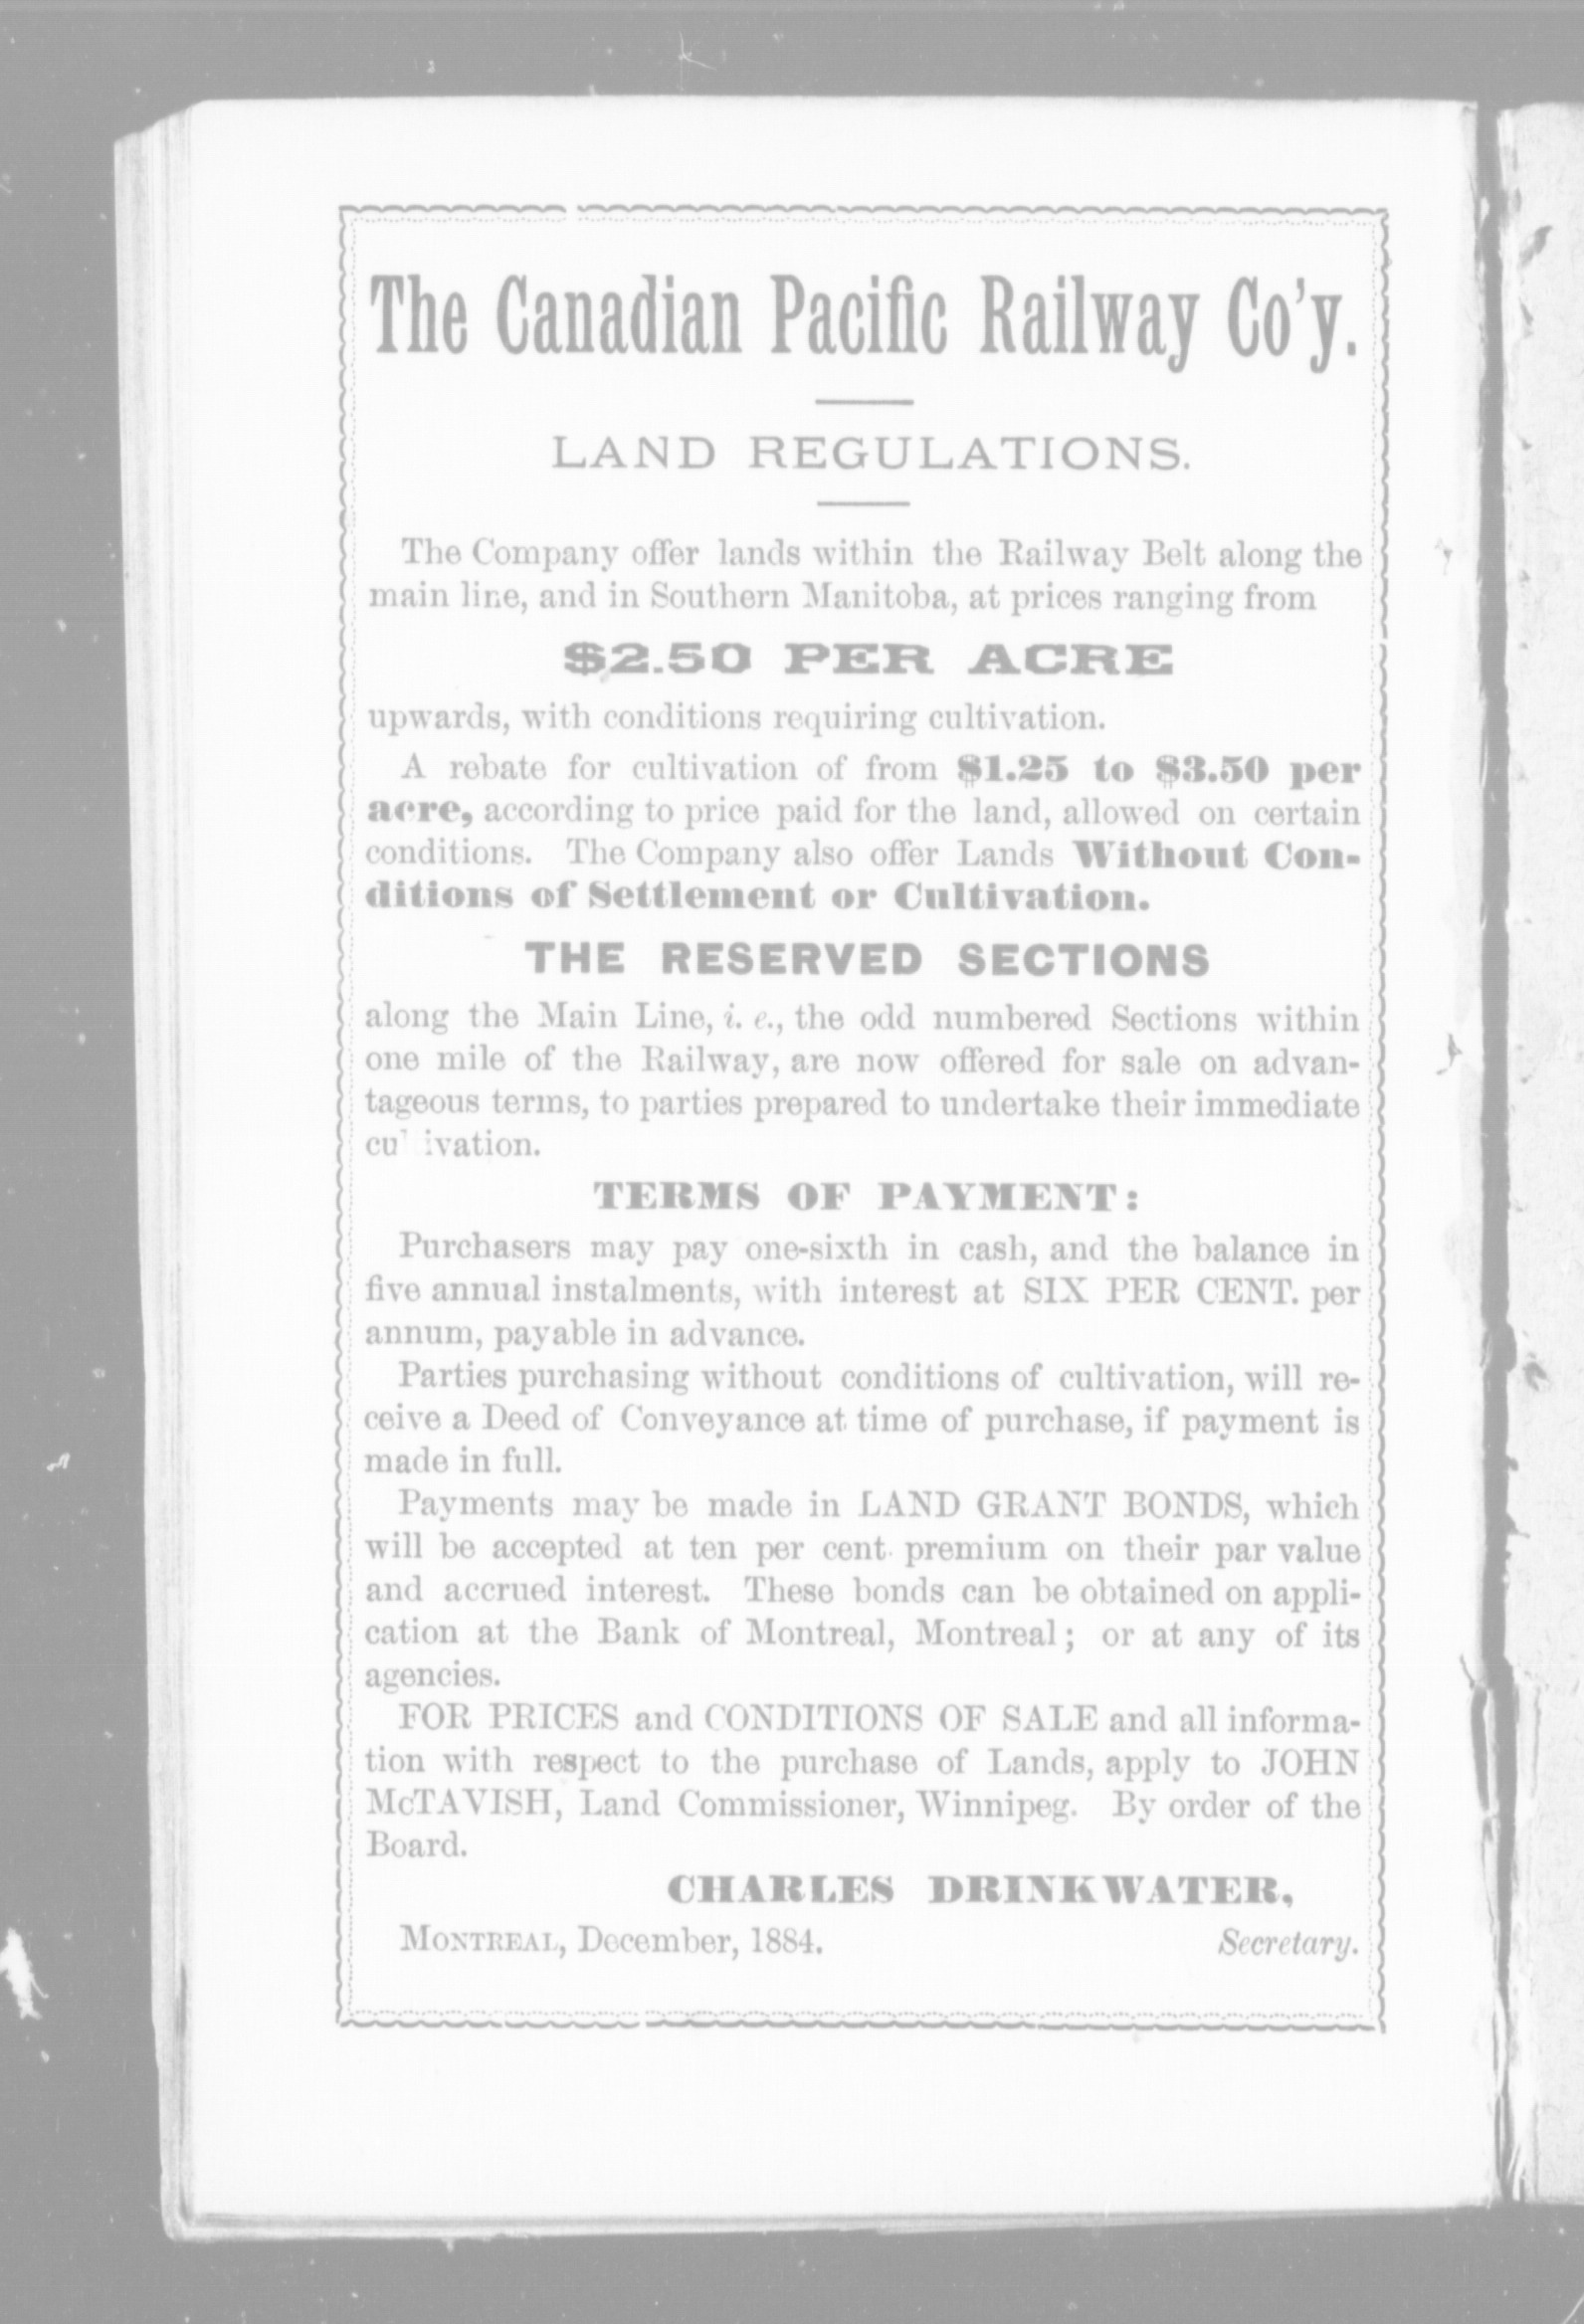 The Canadian Pacific Railway Co'y.
LAND REGULATIONS.
The Company offer lands within the Railway Belt along the
main line, and in Southern Manitoba, at prices ranging from
$2.50 PER ACRE
upwards, with conditions requiring cultivation.
A rebate for cultivation of from $1.25 to $3.50 per
acre, according to price paid for the land, allowed on certain
conditions. The Company also offer Lands Without Con-
ditions of Settlement or Cultivation.
THE RESERVED SECTIONS
along the Main Line, i. e., the odd numbered Sections within
one mile of the Railway, are now offered for sale on advan-
tageous terms, to parties prepared to undertake their immediate
cultivation.
TERMS OF PAYMENT:
Purchasers may pay one-sixth in cash, and the balance in
five annual instalments, with interest at SIX PER CENT. per
annum, payable in advance.
Parties purchasing without conditions of cultivation, will re-
ceive a Deed of Conveyance at time of purchase, if payment is
made in full.
Payments may be made in LAND GRANT BONDS, which
will be accepted at ten per cent. premium on their par value
and accrued interest. These bonds can be obtained on appli-
cation at the Bank of Montreal, Montreal; or at any of its
agencies.
FOR PRICES and CONDITIONS OF SALE and all informa-
tion with respect to the purchase of Lands, apply to JOHN
McTAVISH, Land Commissioner, Winnipeg. By order of the
Board.
CHARLES DRINKWATER,
MONTREAL, December, 1884. Secretary.